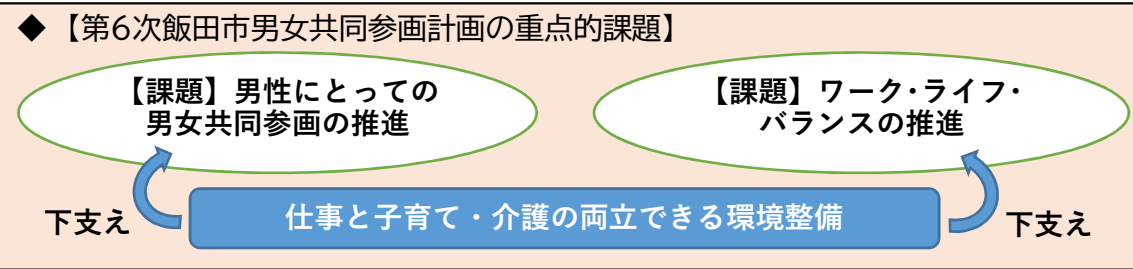 ◆【第6次飯田市男女共同参画計画の重点的課題】
【課題】男性にとっての
男女共同参画の推進
【課題】ワーク・ライフ・
バランスの推進
下支え
仕事と子育て・介護の両立できる環境整備
下支え